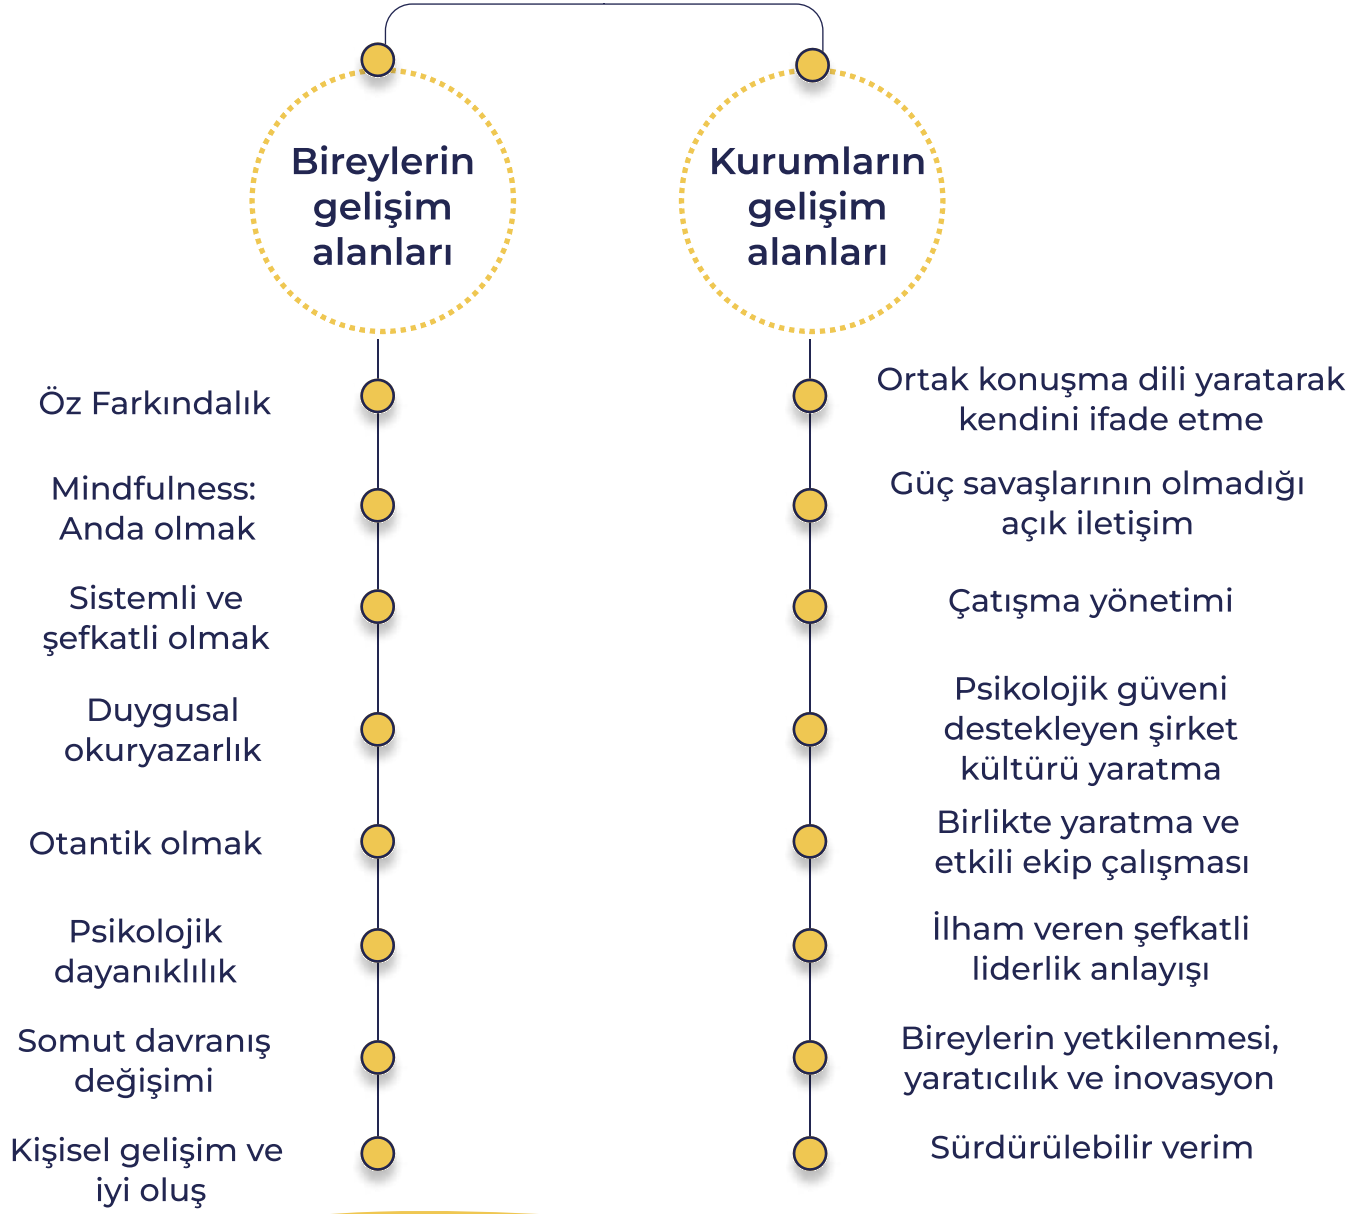 Bireylerin
gelişim
alanları
Öz Farkındalık
Mindfulness:
Anda olmak
Sistemli ve
şefkatli olmak
Duygusal
okuryazarlık
Otantik olmak
Psikolojik
dayanıklılık
Somut davranış
değişimi
Kişisel gelişim ve
iyi oluş
Kurumların
gelişim
alanları
Ortak konuşma dili yaratarak
kendini ifade etme
Güç savaşlarının olmadığı
açık iletişim
Çatışma yönetimi
Psikolojik güveni
destekleyen şirket
kültürü yaratma
Birlikte yaratma ve
etkili ekip çalışması
İlham veren şefkatli
liderlik anlayışı
Bireylerin yetkilenmesi,
yaratıcılık ve inovasyon
Sürdürülebilir verim